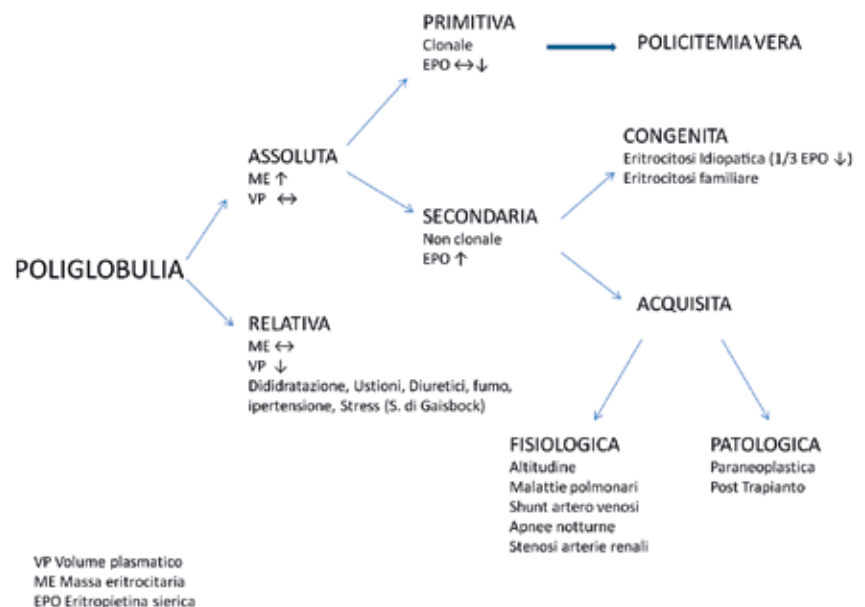 POLIGLOBULIA
ASSOLUTA
ME ↑
VP ↔
RELATIVA
ME ↔
VP ↓
Dididratazione, Ustioni, Diuretici, fumo,
ipertensione, Stress (S. di Gaisbock)
PRIMITIVA
Clonale
EPO ↔↓
POLICITEMIA VERA
SECONDARIA
Non clonale
EPO ↑
CONGENITA
Eritrocitosi Idiopatica (1/3 EPO ↓)
Eritrocitosi familiare
ACQUISITA
FISIOLOGICA
Altitudine
Malattie polmonari
Shunt artero venosi
Apnee notturne
Stenosi arterie renali
PATOLOGICA
Paraneoplastica
Post Trapianto
VP Volume plasmatico
ME Massa eritrocitaria
EPO Eritropietina sierica